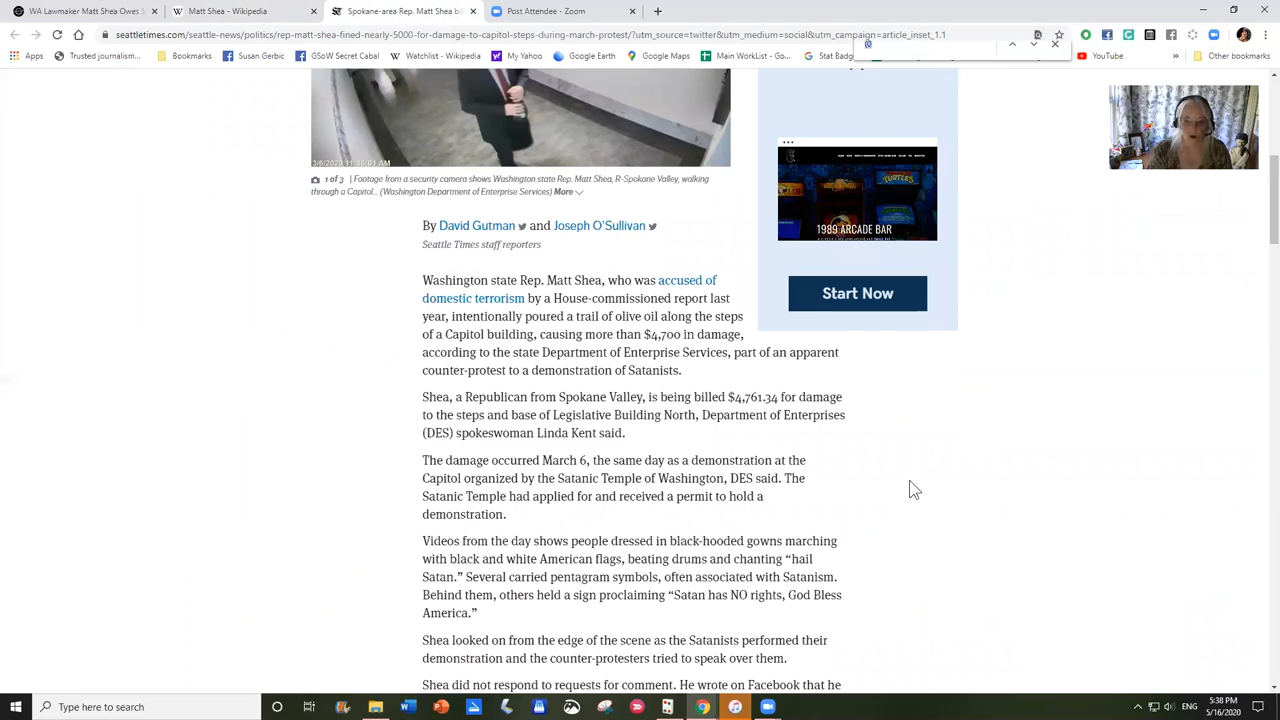 WA Lawmaker Matt Shea Owes S
Matt Shea - Wikipedia
Spokane-area Rep. Matt Shea b
Post Attendee - Zoom
seattletimes.com/seattle-news/politics/rep-matt-shea-fined-nearly-5000-for-damage-to-capitol-steps-during-march-protest/?utm_source=twitter&utm_medium=social&utm_campaign=article_inset_1.1
Apps Trusted journalism... Susan Gerbic GSoW Secret Cabal Watchlist - Wikipedia My Yahoo Google Earth Google Maps Main WorkList - Go... Stat Badg YouTube » Other bookmarks
3/6/2020 11:46:01 AM
1 of 3 | Footage from a security camera shows Washington state Rep. Matt Shea, R-Spokane Valley, walking
through a Capitol... (Washington Department of Enterprise Services) More
TURTLES
1989 ARCADE BAR
Start Now
By David Gutman and Joseph O'Sullivan
Seattle Times staff reporters
Washington state Rep. Matt Shea, who was accused of
domestic terrorism by a House-commissioned report last
year, intentionally poured a trail of olive oil along the steps
of a Capitol building, causing more than $4,700 in damage,
according to the state Department of Enterprise Services, part of an apparent
counter-protest to a demonstration of Satanists.
Shea, a Republican from Spokane Valley, is being billed $4,761.34 for damage
to the steps and base of Legislative Building North, Department of Enterprises
(DES) spokeswoman Linda Kent said.
The damage occurred March 6, the same day as a demonstration at the
Capitol organized by the Satanic Temple of Washington, DES said. The
Satanic Temple had applied for and received a permit to hold a
demonstration.
Videos from the day shows people dressed in black-hooded gowns marching
with black and white American flags, beating drums and chanting “hail
Satan.” Several carried pentagram symbols, often associated with Satanism.
Behind them, others held a sign proclaiming “Satan has NO rights, God Bless
America.”
Shea looked on from the edge of the scene as the Satanists performed their
demonstration and the counter-protesters tried to speak over them.
Shea did not respond to requests for comment. He wrote on Facebook that he
Type here to search
5:38 PM
5/16/2020